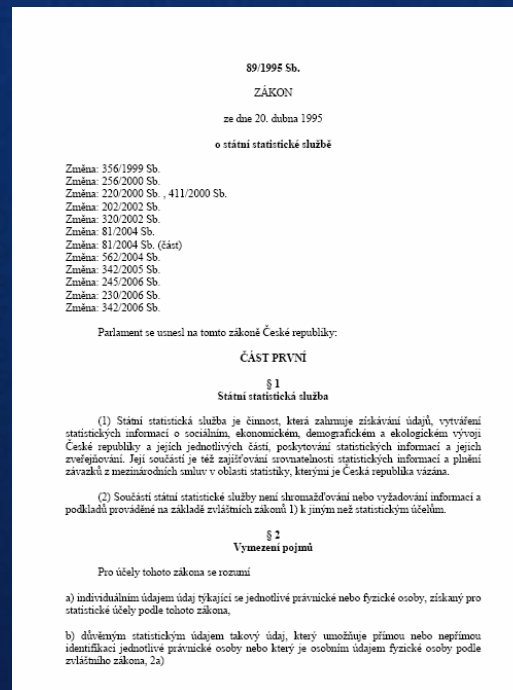 89/1995 Sb.
ZÁKON
ze dne 20. dubna 1995
o státní statistické službě
Změna: 356/1999 Sb.
Změna: 256/2000 Sb.
Změna: 220/2000 Sb. , 411/2000 Sb.
Změna: 202/2002 Sb.
Změna: 320/2002 Sb.
Změna: 81/2004 Sb.
Změna: 81/2004 Sb. (část)
Změna: 562/2004 Sb.
Změna: 342/2005 Sb.
Změna: 245/2006 Sb.
Změna: 230/2006 Sb.
Změna: 342/2006 Sb.
Parlament se usnesl na tomto zákoně České republiky:
ČÁST PRVNÍ
§ 1
Státní statistická služba
(1) Státní statistická služba je činnost, která zahrnuje získávání údajů, vytváření
statistických informací o sociálním, ekonomickém, demografickém a ekologickém vývoji
České republiky a jejích jednotlivých částí, poskytování statistických informací a jejich
zveřejňování. Její součástí je též zajišťování srovnatelnosti statistických informací a plnění
závazků z mezinárodních smluv v oblasti statistiky, kterými je Česká republika vázána.
(2) Součástí státní statistické služby není shromažďování nebo vyžadování informací a
podkladů prováděné na základě zvláštních zákonů 1) k jiným než statistickým účelům.
§ 2
Vymezení pojmů
Pro účely tohoto zákona se rozumí
a) individuálním údajem údaj týkající se jednotlivé právnické nebo fyzické osoby, získaný pro
statistické účely podle tohoto zákona,
b) důvěrným statistickým údajem takový údaj, který umožňuje přímou nebo nepřímou
identifikaci jednotlivé právnické osoby nebo který je osobním údajem fyzické osoby podle
zvláštního zákona, 2a)